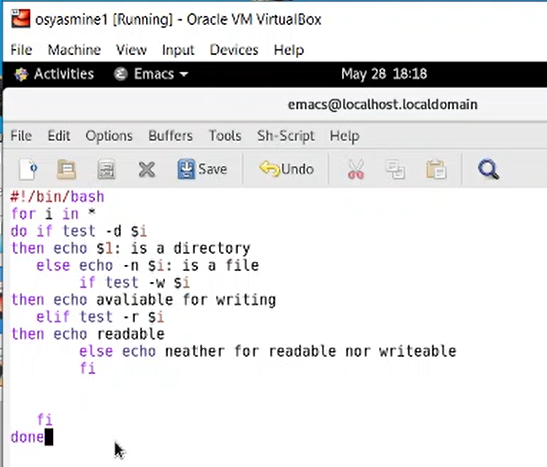 osyasmine1 [Running] - Oracle VM VirtualBox
File Machine View Input Devices Help
Activities Emacs May 28 18:18
emacs@localhost.localdomain
File Edit Options Buffers Tools Sh-Script Help
Save Undo
#!/bin/bash
for i in *
do if test -d $i
then echo $1: is a directory
else echo -n $i: is a file
if test -w $i
then echo avaliable for writing
elif test -r $i
then echo readable
else echo neather for readable nor writeable
fi
fi
done